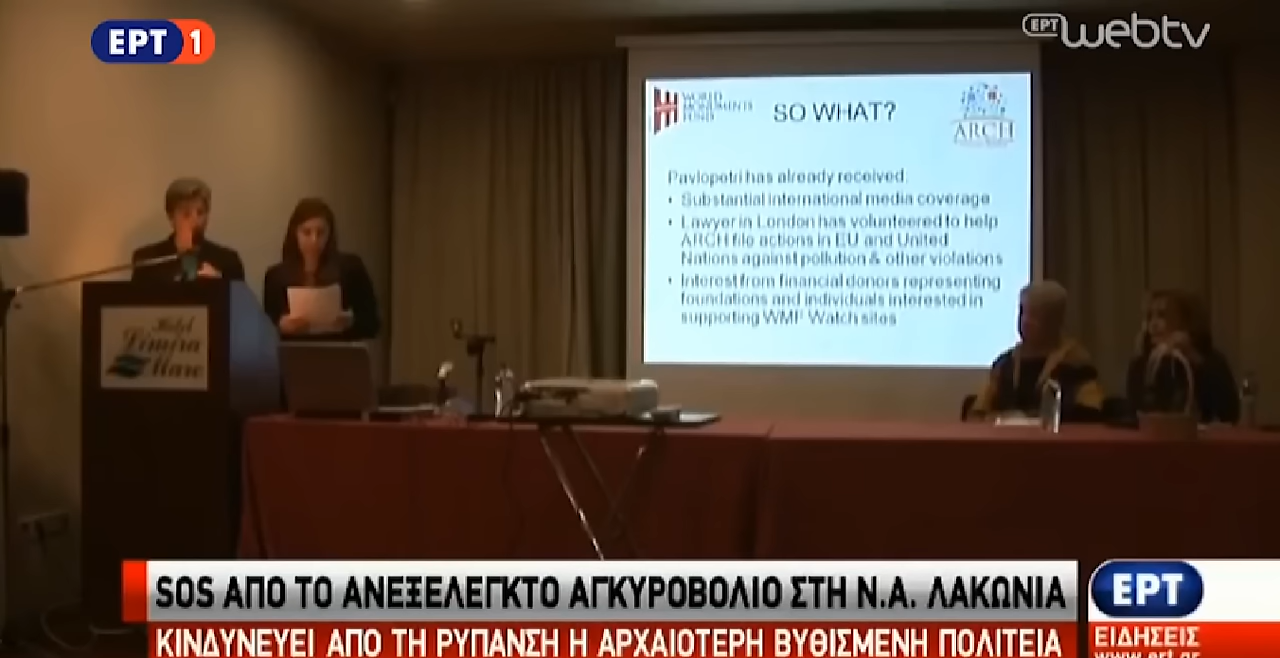 ΕΡΤ 1
ΕΡΤ webtv
WORLD
MONUMENTS
FUND
SO WHAT?
ARCH
Pavlopetri has already received:
• Substantial international media coverage
• Lawyer in London has volunteered to help
ARCH file actions in EU and United
Nations against pollution & other violations
• Interest from financial donors representing
foundations and individuals interested in
supporting WMF Watch sites
Hotel
Limira
Mare
SOS ΑΠΟ ΤΟ ΑΝΕΞΕΛΕΓΚΤΟ ΑΓΚΥΡΟΒΟΛΙΟ ΣΤΗ Ν.Α. ΛΑΚΩΝΙΑ
ΚΙΝΔΥΝΕΥΕΙ ΑΠΟ ΤΗ ΡΥΠΑΝΣΗ Η ΑΡΧΑΙΟΤΕΡΗ ΒΥΘΙΣΜΕΝΗ ΠΟΛΙΤΕΙΑ
ΕΡΤ
ΕΙΔΗΣΕΙΣ
www.ert.gr